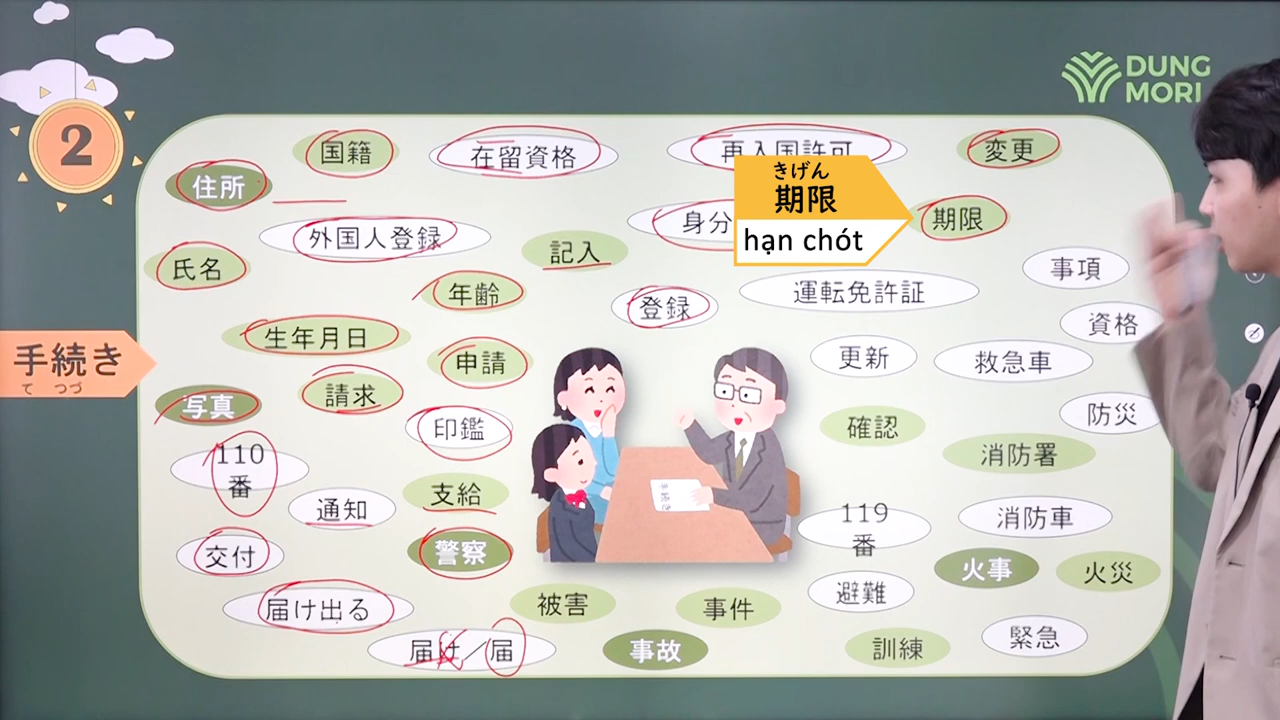 DUNG
MORI
2
国籍
在留資格
再入国許可
変更
住所
きげん
期限
hạn chót
身分
期限
外国人登録
記入
氏名
事項
年齢
登録
運転免許証
資格
生年月日
手続き
て つづ
申請
更新
救急車
写真
請求
印鑑
確認
防災
110
番
消防署
通知
支給
手続き
119
番
消防車
交付
警察
火事
火災
避難
届け出る
被害
事件
届け/届
事故
訓練
緊急